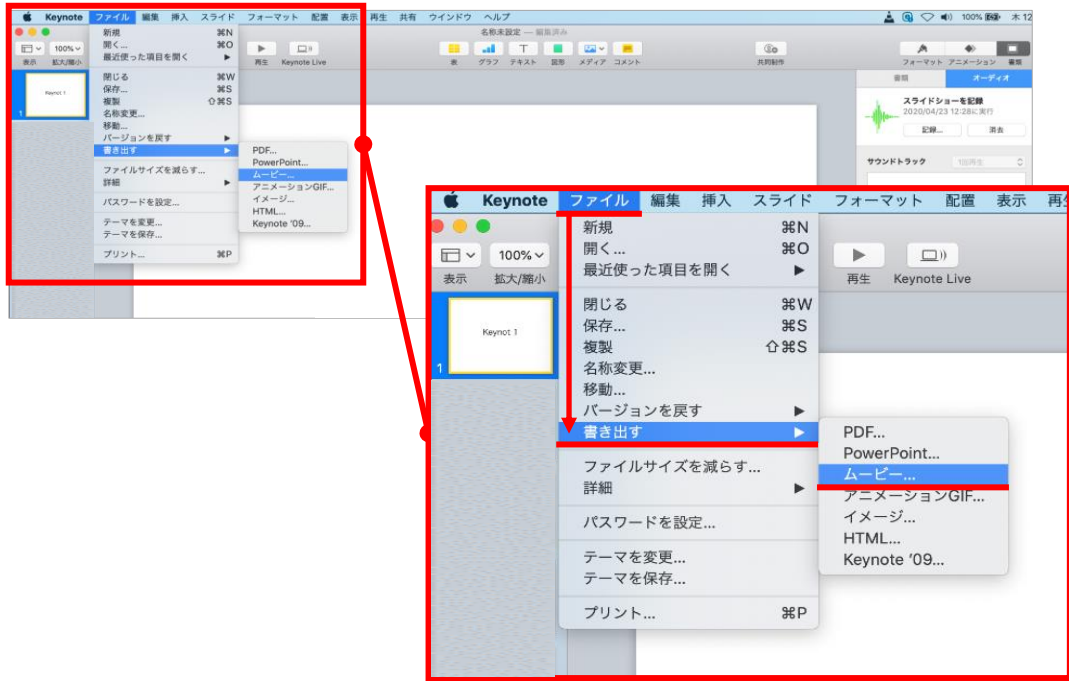 Keynote ファイル 編集 挿入 スライド フォーマット 配置 表示 再生 共有 ウインドウ ヘルプ 100% 木 12
名称未設定 — 編集済み
100%
表示 拡大/縮小 再生 Keynote Live 表 グラフ テキスト 図形 メディア コメント 共同制作 フォーマット アニメーション 書類
新規 ⌘N
開く... ⌘O
最近使った項目を開く ▶
閉じる ⌘W
保存... ⌘S
複製 ⇧⌘S
名称変更...
移動...
バージョンを戻す ▶
書き出す ▶
ファイルサイズを減らす...
詳細 ▶
パスワードを設定...
テーマを変更...
テーマを保存...
プリント... ⌘P
PDF...
PowerPoint...
ムービー...
アニメーションGIF...
イメージ...
HTML...
Keynote '09...
Keynot 1
1
書類 オーディオ
スライドショーを記録
2020/04/23 12:28に実行
記録... 消去
サウンドトラック 1回再生
Keynote ファイル 編集 挿入 スライド フォーマット 配置 表示
100%
表示 拡大/縮小 再生 Keynote Live
新規 ⌘N
開く... ⌘O
最近使った項目を開く ▶
閉じる ⌘W
保存... ⌘S
複製 ⇧⌘S
名称変更...
移動...
バージョンを戻す ▶
書き出す ▶
ファイルサイズを減らす...
詳細 ▶
パスワードを設定...
テーマを変更...
テーマを保存...
プリント... ⌘P
PDF...
PowerPoint...
ムービー...
アニメーションGIF...
イメージ...
HTML...
Keynote '09...
Keynot 1
1